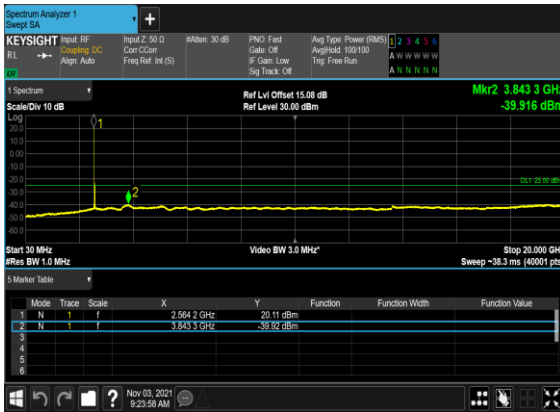 Spectrum Analyzer 1
Swept SA
+
KEYSIGHT Input: RF Input Z: 50 Ω #Atten: 30 dB PNO: Fast Avg Type: Power (RMS) 1 2 3 4 5 6
RL Coupling: DC Corr CCorr Gate: Off Avg|Hold: 100/100 A W W W W W
Align: Auto Freq Ref: Int (S) IF Gain: Low Trig: Free Run
LXI Sig Track: Off A N N N N N
1 Spectrum Ref Lvl Offset 15.08 dB Mkr2 3.843 3 GHz
Scale/Div 10 dB Ref Level 30.00 dBm -39.916 dBm
Log
20.0
10.0
0.00
-10.0
-20.0
-30.0
-40.0
-50.0
-60.0
1
2
DL1 -25.00 dBm
Start 30 MHz Video BW 3.0 MHz* Stop 20.000 GHz
#Res BW 1.0 MHz Sweep ~38.3 ms (40001 pts)
5 Marker Table
Mode Trace Scale X Y Function Function Width Function Value
1 N 1 f 2.564 2 GHz 20.11 dBm
2 N 1 f 3.843 3 GHz -39.92 dBm
3
4
5
6
? Nov 03, 2021
9:23:58 AM